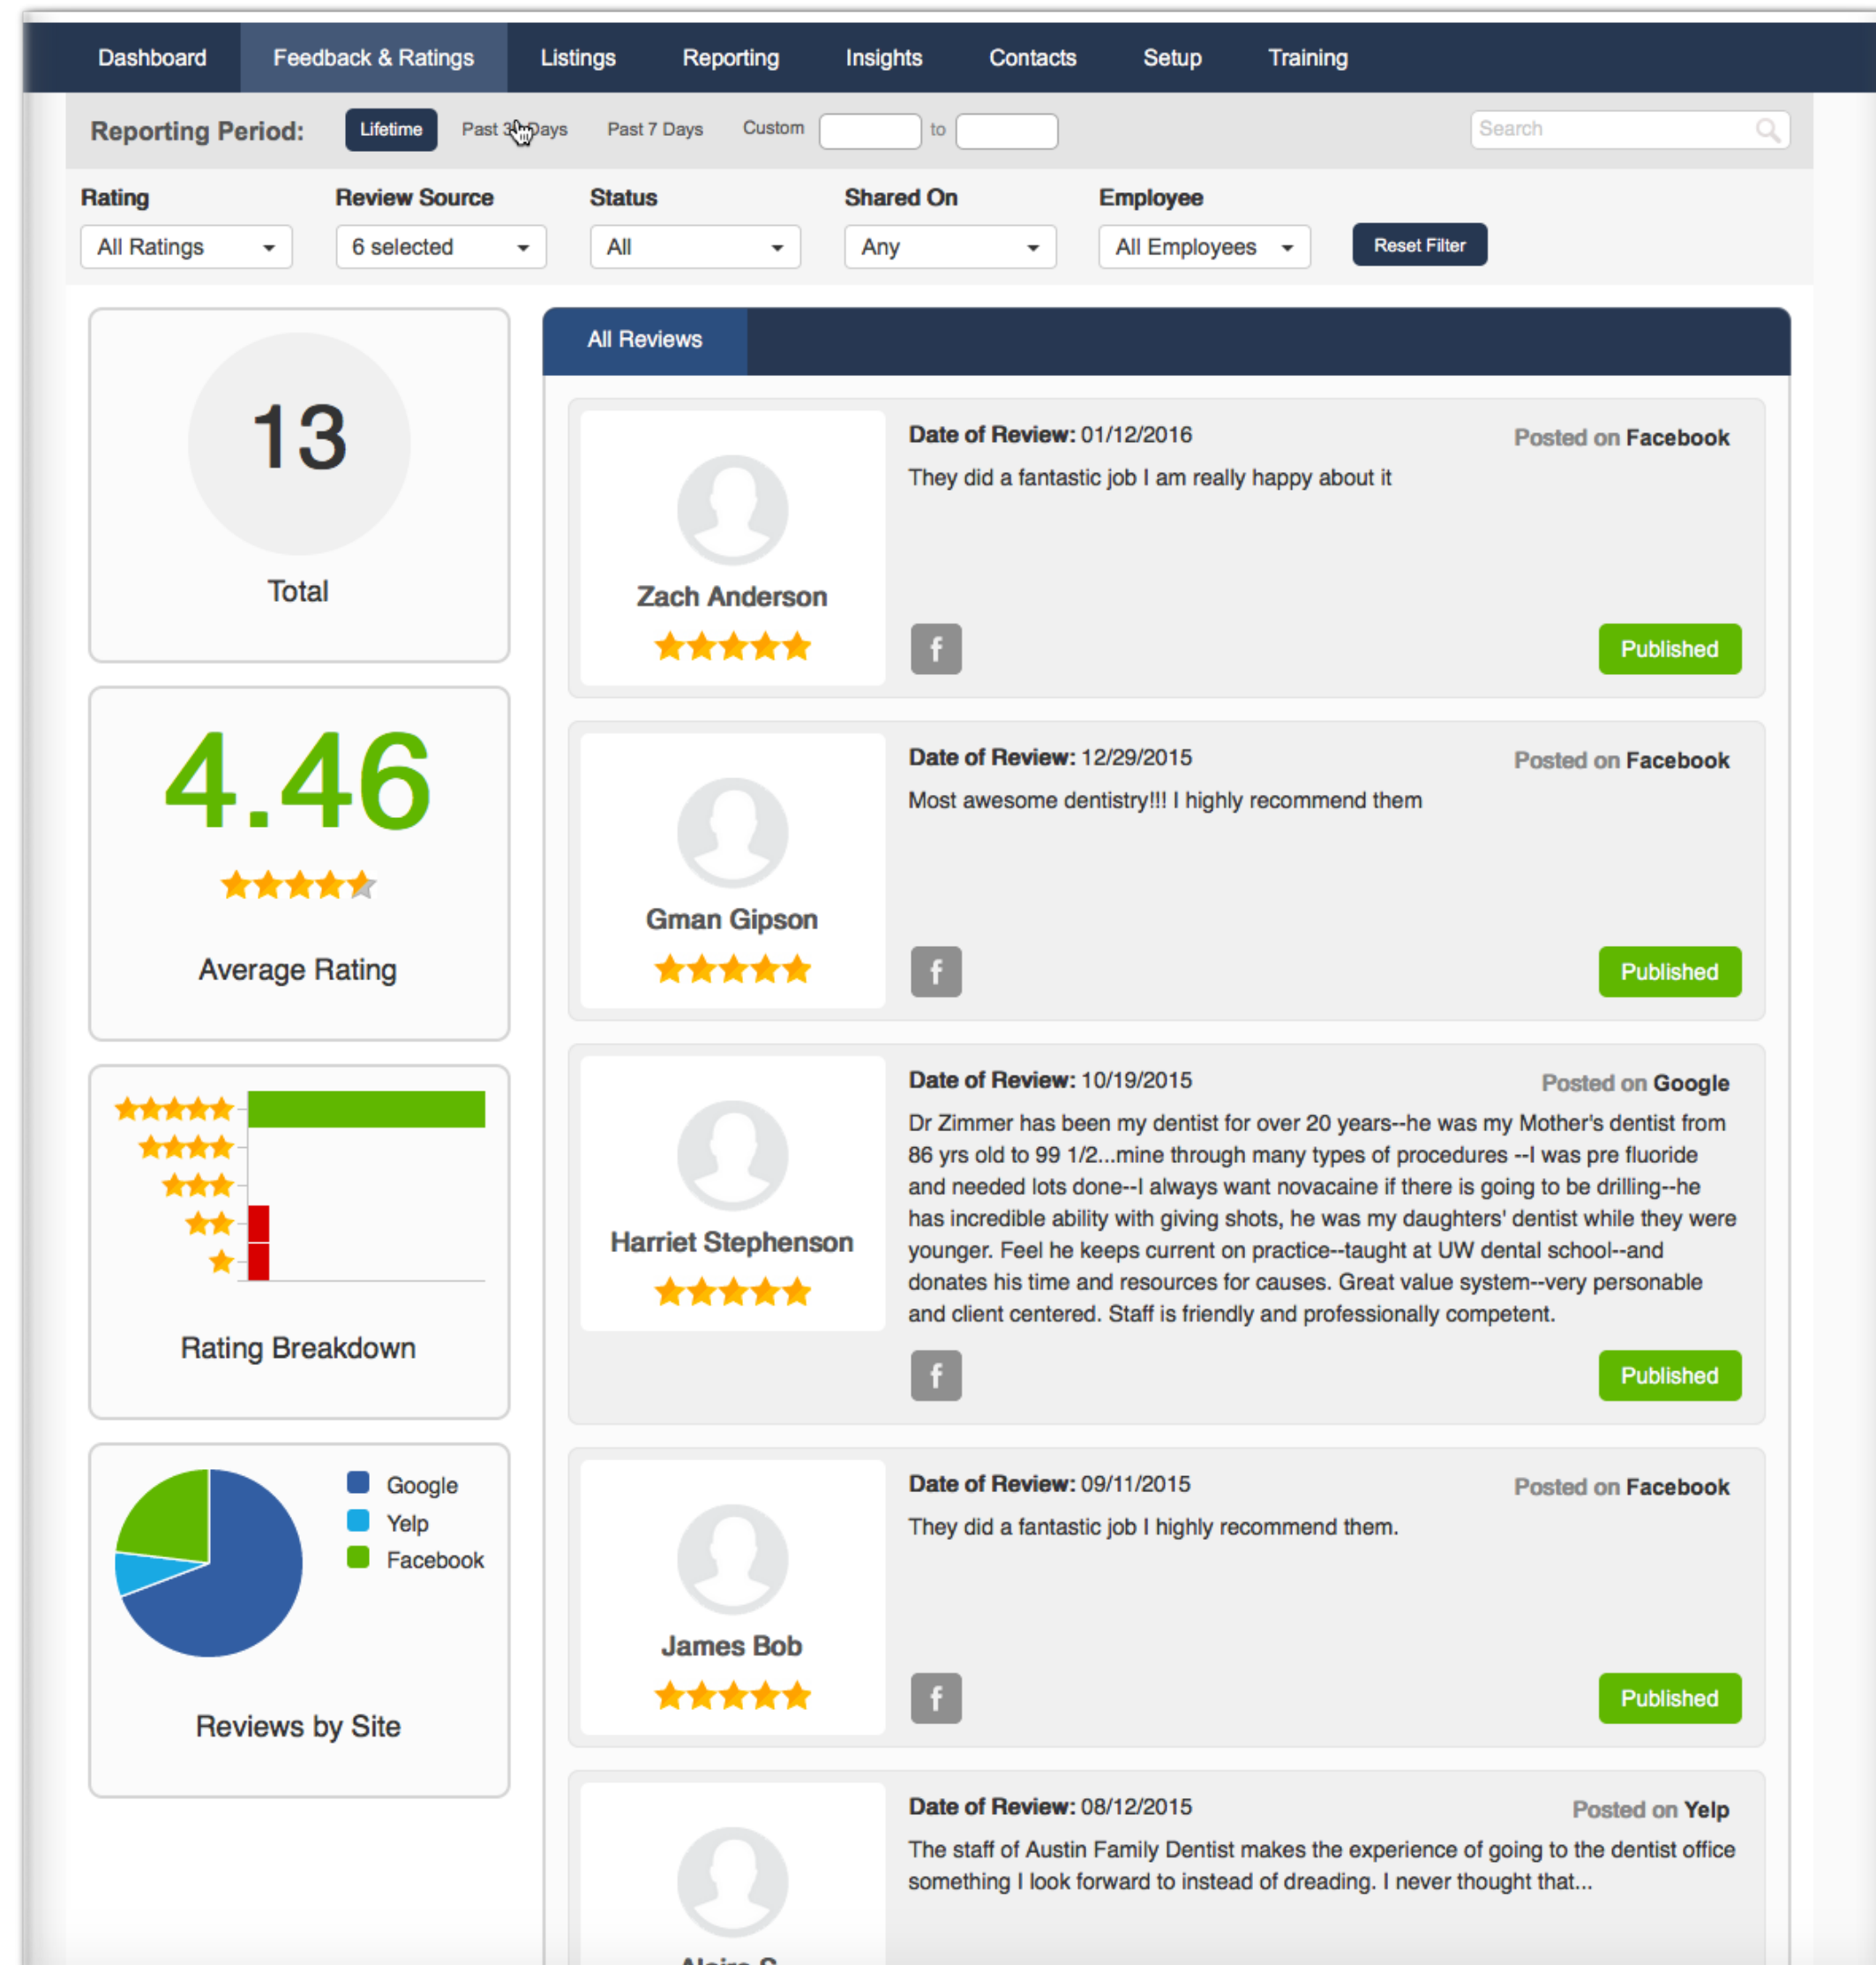 Dashboard Feedback & Ratings Listings Reporting Insights Contacts Setup Training
Reporting Period: Lifetime Past Days Past 7 Days Custom to Search
Rating Review Source Status Shared On Employee
All Ratings 6 selected All Any All Employees Reset Filter
13
Total
4.46
Average Rating
Rating Breakdown
Google
Yelp
Facebook
Reviews by Site
All Reviews
Date of Review: 01/12/2016 Posted on Facebook
They did a fantastic job I am really happy about it
Zach Anderson
f Published
Date of Review: 12/29/2015 Posted on Facebook
Most awesome dentistry!!! I highly recommend them
Gman Gipson
f Published
Date of Review: 10/19/2015 Posted on Google
Dr Zimmer has been my dentist for over 20 years--he was my Mother's dentist from
86 yrs old to 99 1/2...mine through many types of procedures --I was pre fluoride
and needed lots done--I always want novacaine if there is going to be drilling--he
has incredible ability with giving shots, he was my daughters' dentist while they were
younger. Feel he keeps current on practice--taught at UW dental school--and
donates his time and resources for causes. Great value system--very personable
and client centered. Staff is friendly and professionally competent.
Harriet Stephenson
f Published
Date of Review: 09/11/2015 Posted on Facebook
They did a fantastic job I highly recommend them.
James Bob
f Published
Date of Review: 08/12/2015 Posted on Yelp
The staff of Austin Family Dentist makes the experience of going to the dentist office
something I look forward to instead of dreading. I never thought that...